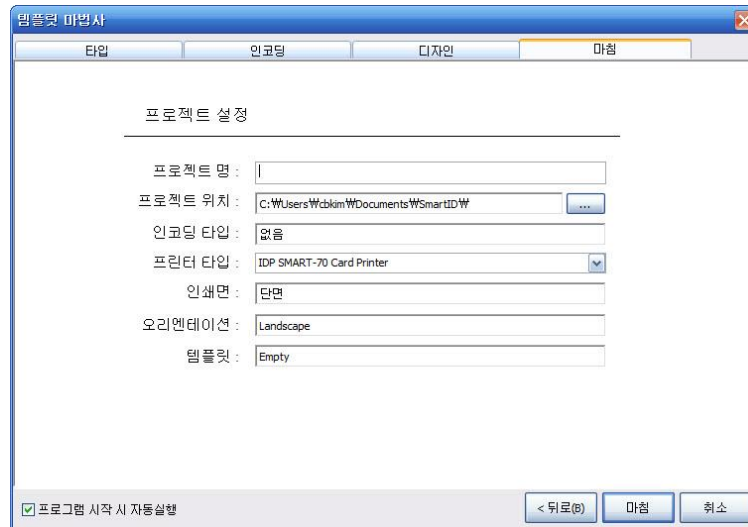 템플릿 마법사
타입 인코딩 디자인 마침
프로젝트 설정
프로젝트 명 :
프로젝트 위치 : C:₩Users₩cbkim₩Documents₩SmartID₩ ...
인코딩 타입 : 없음
프린터 타입 : IDP SMART-70 Card Printer
인쇄면 : 단면
오리엔테이션 : Landscape
템플릿 : Empty
프로그램 시작 시 자동실행 < 뒤로(B) 마침 취소